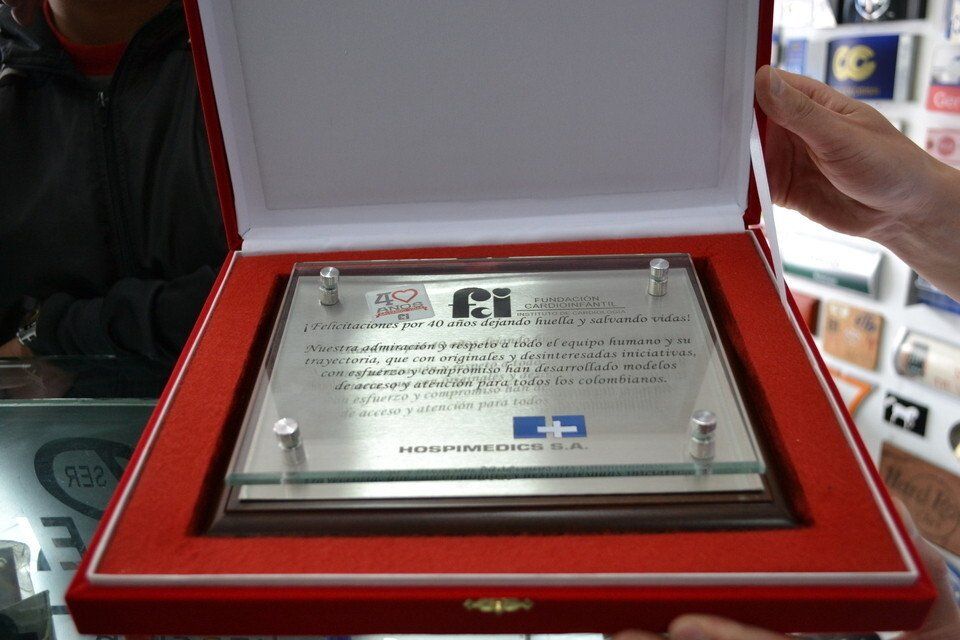 40
AÑOS
fci
FUNDACIÓN
CARDIOINFANTIL
INSTITUTO DE CARDIOLOGÍA
¡Felicitaciones por 40 años dejando huella y salvando vidas!
Nuestra admiración y respeto a todo el equipo humano y su
trayectoria, que con originales y desinteresadas iniciativas,
con esfuerzo y compromiso han desarrollado modelos
de acceso y atención para todos los colombianos.
HOSPIMEDICS S.A.